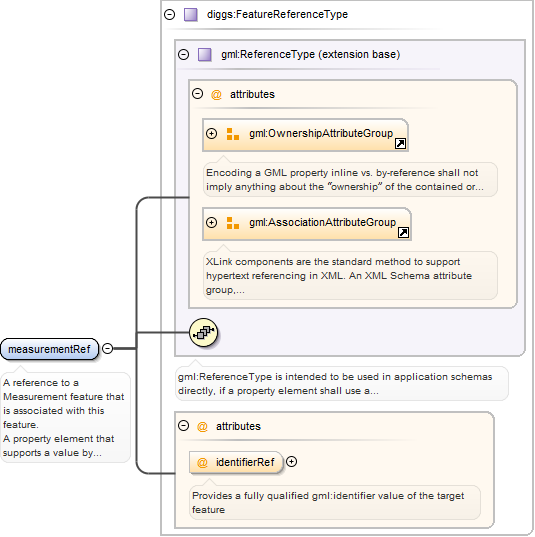 diggs:FeatureReferenceType
gml:ReferenceType (extension base)
@ attributes
gml:OwnershipAttributeGroup
Encoding a GML property inline vs. by-reference shall not
imply anything about the "ownership" of the contained or...
gml:AssociationAttributeGroup
XLink components are the standard method to support
hypertext referencing in XML. An XML Schema attribute
group,...
measurementRef
A reference to a
Measurement feature that
is associated with this
feature.
A property element that
supports a value by...
gml:ReferenceType is intended to be used in application schemas
directly, if a property element shall use a...
@ attributes
@ identifierRef
Provides a fully qualified gml:identifier value of the target
feature